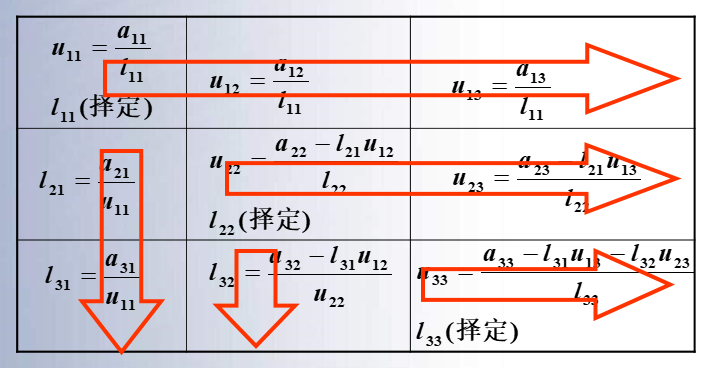 u₁₁ = a₁₁ / l₁₁
l₁₁(择定)
u₁₂ = a₁₂ / l₁₁
u₁₃ = a₁₃ / l₁₁
l₂₁ = a₂₁ / u₁₁
u₂₂ = (a₂₂ − l₂₁u₁₂) / l₂₂
l₂₂(择定)
u₂₃ = (a₂₃ − l₂₁u₁₃) / l₂₂
l₃₁ = a₃₁ / u₁₁
l₃₂ = (a₃₂ − l₃₁u₁₂) / u₂₂
u₃₃ = (a₃₃ − l₃₁u₁₃ − l₃₂u₂₃) / l₃₃
l₃₃(择定)